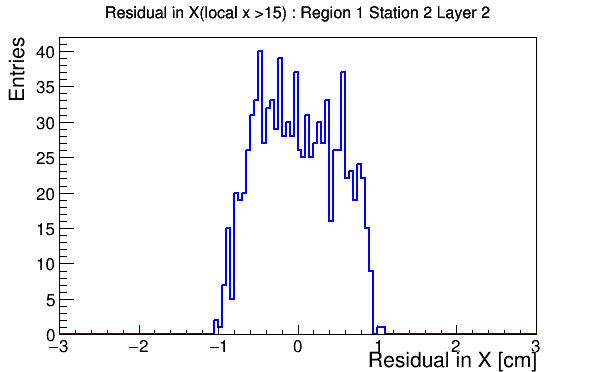 Residual in X(local x >15) : Region 1 Station 2 Layer 2
Entries
40
35
30
25
20
15
10
5
0
−3 −2 −1 0 1 2 3
Residual in X [cm]